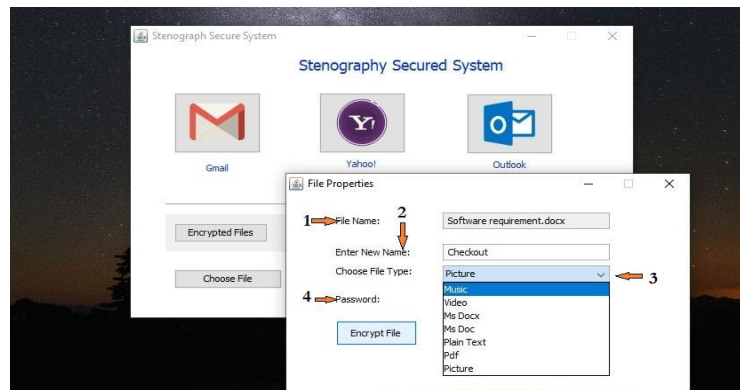 Stenograph Secure System
Stenography Secured System
Y!
o
Gmail
Yahoo!
Outlook
File Properties
1 File Name:
2
Software requirement.docx
Encrypted Files
Enter New Name:
Checkout
Choose File Type:
Picture
3
Choose File
4 Password:
Music
Video
Ms Docx
Ms Doc
Plain Text
Pdf
Picture
Encrypt File